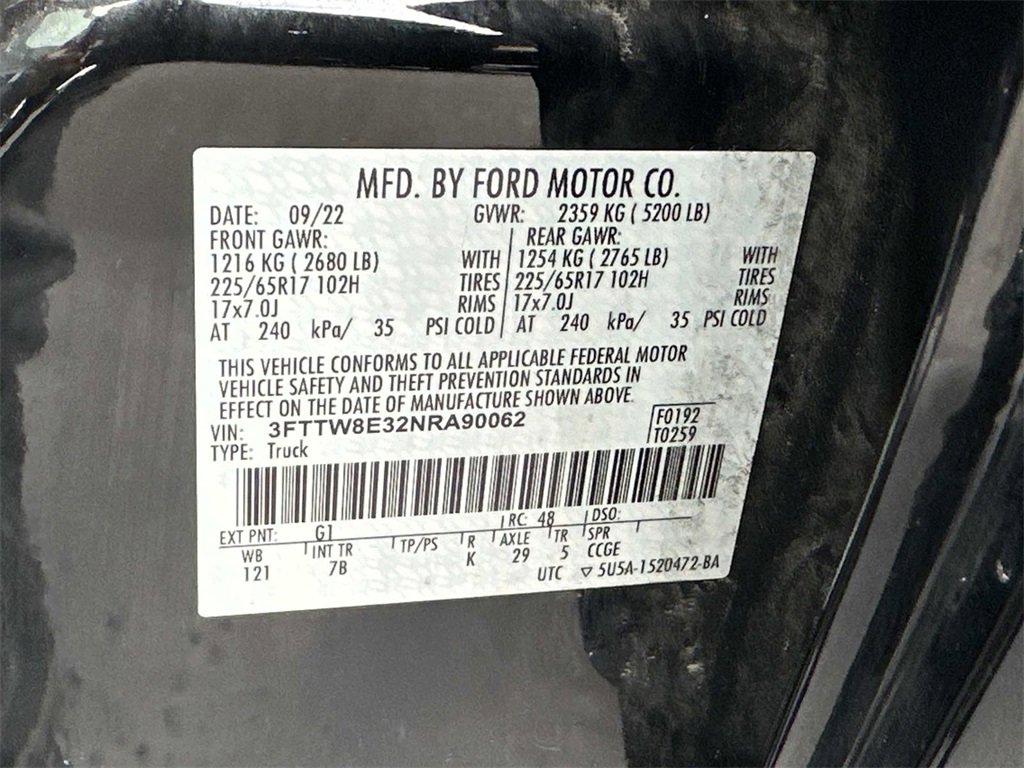 MFD. BY FORD MOTOR CO.
DATE: 09/22 GVWR: 2359 KG ( 5200 LB)
FRONT GAWR: REAR GAWR:
1216 KG ( 2680 LB) WITH 1254 KG ( 2765 LB) WITH
225/65R17 102H TIRES 225/65R17 102H TIRES
17x7.0J RIMS 17x7.0J RIMS
AT 240 kPa/ 35 PSI COLD AT 240 kPa/ 35 PSI COLD
THIS VEHICLE CONFORMS TO ALL APPLICABLE FEDERAL MOTOR
VEHICLE SAFETY AND THEFT PREVENTION STANDARDS IN
EFFECT ON THE DATE OF MANUFACTURE SHOWN ABOVE.
VIN: 3FTTW8E32NRA90062 F0192
TYPE: Truck T0259
EXT PNT: G1 RC: 48 DSO:
WB INT TR TP/PS R AXLE TR SPR
121 7B K 29 5 CCGE
UTC ▽ 5U5A-1520472-BA